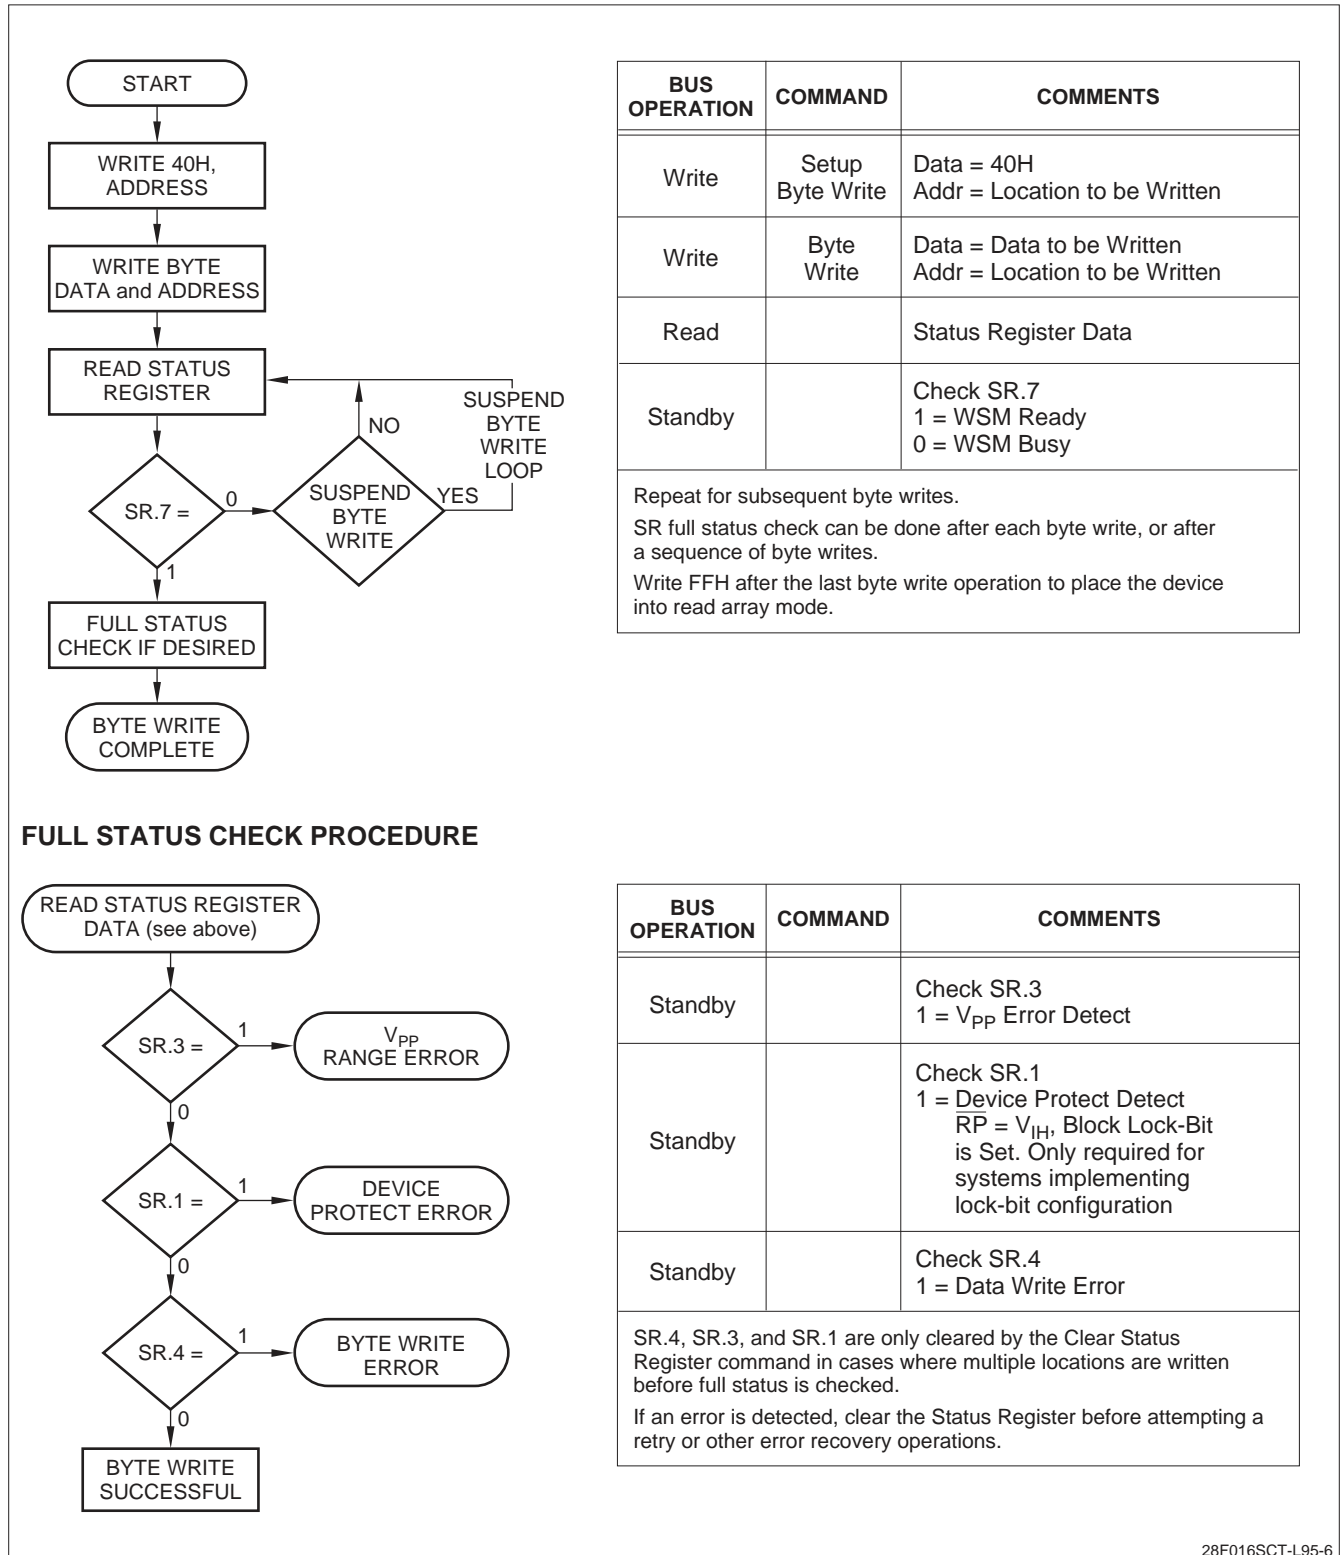 START
WRITE 40H,
ADDRESS
WRITE BYTE
DATA and ADDRESS
READ STATUS
REGISTER
SUSPEND
BYTE
WRITE
LOOP
NO
SR.7 =
0
SUSPEND
BYTE
WRITE
YES
1
FULL STATUS
CHECK IF DESIRED
BYTE WRITE
COMPLETE
BUS
OPERATION
COMMAND
COMMENTS
Write
Setup
Byte Write
Data = 40H
Addr = Location to be Written
Write
Byte
Write
Data = Data to be Written
Addr = Location to be Written
Read
Status Register Data
Standby
Check SR.7
1 = WSM Ready
0 = WSM Busy
Repeat for subsequent byte writes.
SR full status check can be done after each byte write, or after
a sequence of byte writes.
Write FFH after the last byte write operation to place the device
into read array mode.
FULL STATUS CHECK PROCEDURE
READ STATUS REGISTER
DATA (see above)
SR.3 =
1
VPP
RANGE ERROR
0
SR.1 =
1
DEVICE
PROTECT ERROR
0
SR.4 =
1
BYTE WRITE
ERROR
0
BYTE WRITE
SUCCESSFUL
BUS
OPERATION
COMMAND
COMMENTS
Standby
Check SR.3
1 = VPP Error Detect
Standby
Check SR.1
1 = Device Protect Detect
R̅P̅ = VIH, Block Lock-Bit
is Set. Only required for
systems implementing
lock-bit configuration
Standby
Check SR.4
1 = Data Write Error
SR.4, SR.3, and SR.1 are only cleared by the Clear Status
Register command in cases where multiple locations are written
before full status is checked.
If an error is detected, clear the Status Register before attempting a
retry or other error recovery operations.
28F016SCT-L95-6